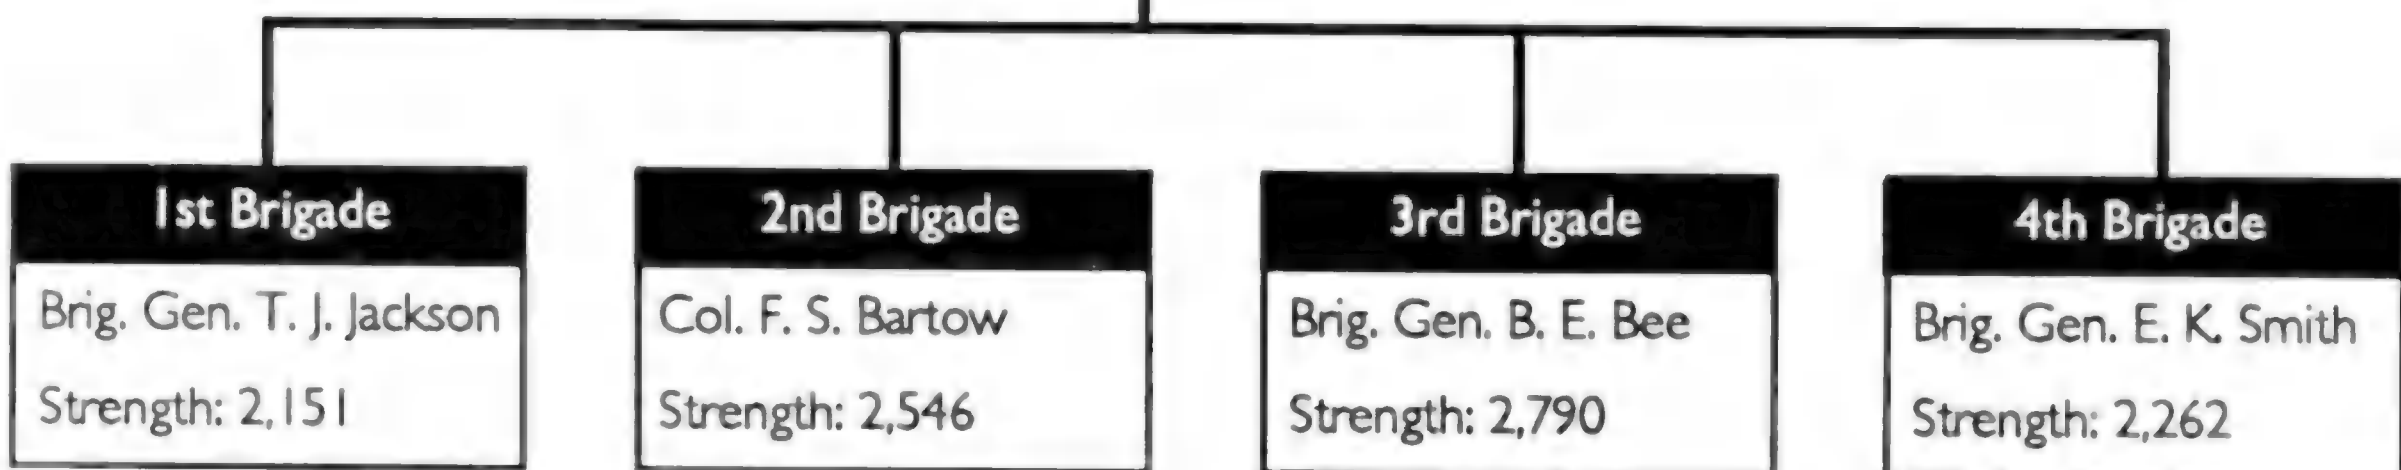 1st Brigade
Brig. Gen. T. J. Jackson
Strength: 2,151
2nd Brigade
Col. F. S. Bartow
Strength: 2,546
3rd Brigade
Brig. Gen. B. E. Bee
Strength: 2,790
4th Brigade
Brig. Gen. E. K. Smith
Strength: 2,262